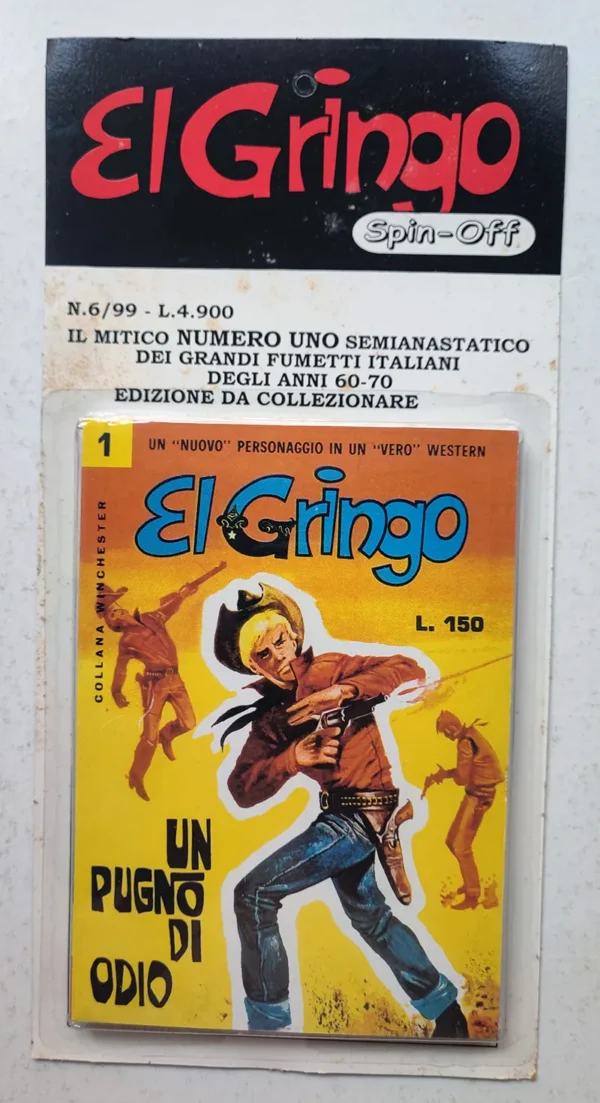 El Gringo
Spin-Off
N.6/99 - L.4.900
IL MITICO NUMERO UNO SEMIANASTATICO
DEI GRANDI FUMETTI ITALIANI
DEGLI ANNI 60-70
EDIZIONE DA COLLEZIONARE
1
UN "NUOVO" PERSONAGGIO IN UN "VERO" WESTERN
El Gringo
COLLANA WINCHESTER
L. 150
UN
PUGNO
DI
ODIO